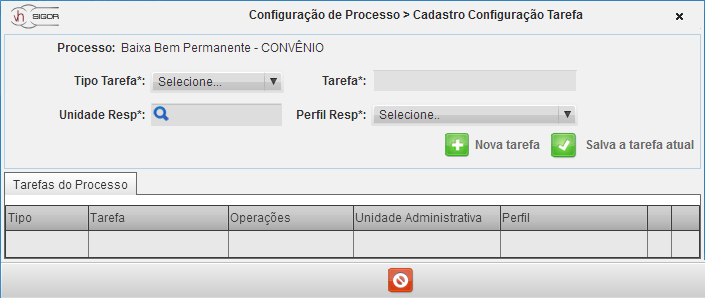 vh SIGOR
Configuração de Processo > Cadastro Configuração Tarefa
Processo: Baixa Bem Permanente - CONVÊNIO
Tipo Tarefa*: Selecione... Tarefa*:
Unidade Resp*: Perfil Resp*: Selecione..
Nova tarefa Salva a tarefa atual
Tarefas do Processo
Tipo Tarefa Operações Unidade Administrativa Perfil